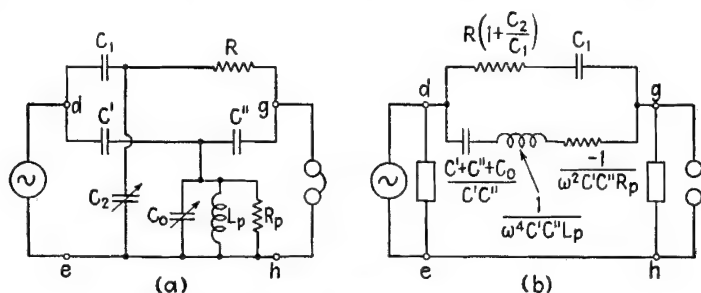 C₁
R
d
g
C'
C"
C₂
C₀
Lₚ
Rₚ
e
h
(a)
R(1+C₂/C₁)
C₁
d
g
C'+C"+C₀
C'C"
-1
ω²C'C"Rₚ
1
ω⁴C'C"Lₚ
e
h
(b)